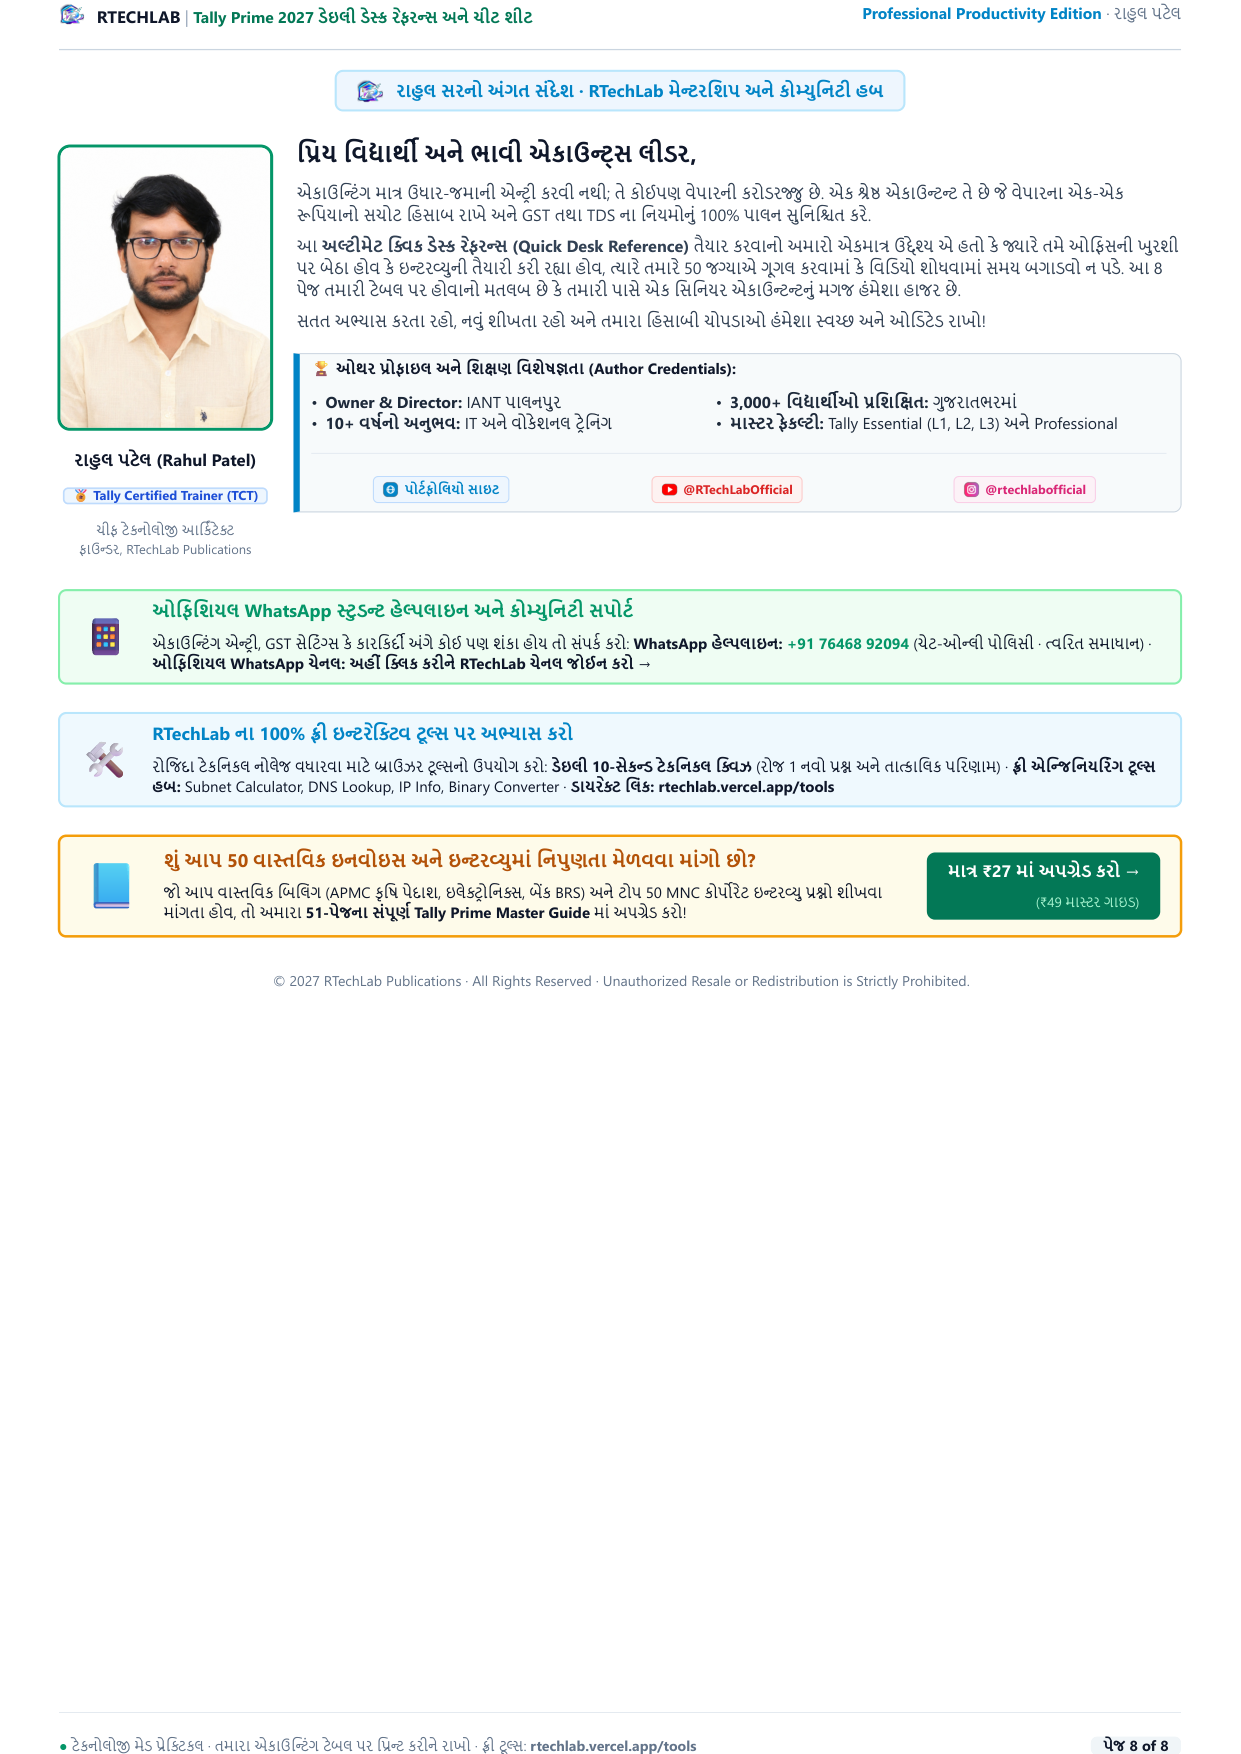 RTECHLAB | Tally Prime 2027 ડેઇલી ડેસ્ક રેફરન્સ અને ચીટ શીટ
Professional Productivity Edition · રાહુલ પટેલ
રાહુલ સરનો અંગત સંદેશ · RTechLab મેન્ટરશિપ અને કોમ્યુનિટી હબ
પ્રિય વિદ્યાર્થી અને ભાવી એકાઉન્ટ્સ લીડર,
એકાઉન્ટિંગ માત્ર ઉધાર-જમાની એન્ટ્રી કરવી નથી; તે કોઈપણ વેપારની કરોડરજ્જુ છે. એક શ્રેષ્ઠ એકાઉન્ટન્ટ તે છે જે વેપારના એક-એક
રૂપિયાનો સચોટ હિસાબ રાખે અને GST તથા TDS ના નિયમોનું 100% પાલન સુનિશ્ચિત કરે.
આ અલ્ટીમેટ ક્વિક ડેસ્ક રેફરન્સ (Quick Desk Reference) તૈયાર કરવાનો અમારો એકમાત્ર ઉદ્દેશ્ય એ હતો કે જ્યારે તમે ઓફિસની ખુરશી
પર બેઠા હોવ કે ઇન્ટરવ્યુની તૈયારી કરી રહ્યા હોવ, ત્યારે તમારે 50 જગ્યાએ ગૂગલ કરવામાં કે વિડિયો શોધવામાં સમય બગાડવો ન પડે. આ 8
પેજ તમારી ટેબલ પર હોવાનો મતલબ છે કે તમારી પાસે એક સિનિયર એકાઉન્ટન્ટનું મગજ હંમેશા હાજર છે.
સતત અભ્યાસ કરતા રહો, નવું શીખતા રહો અને તમારા હિસાબી ચોપડાઓ હંમેશા સ્વચ્છ અને ઓડિટેડ રાખો!
રાહુલ પટેલ (Rahul Patel)
Tally Certified Trainer (TCT)
ચીફ ટેકનોલોજી આર્કિટેક્ટ
ફાઉન્ડર, RTechLab Publications
ઓથર પ્રોફાઇલ અને શિક્ષણ વિશેષજ્ઞતા (Author Credentials):
• Owner & Director: IANT પાલનપુર
• 3,000+ વિદ્યાર્થીઓ પ્રશિક્ષિત: ગુજરાતભરમાં
• 10+ વર્ષનો અનુભવ: IT અને વોકેશનલ ટ્રેનિંગ
• માસ્ટર ફેકલ્ટી: Tally Essential (L1, L2, L3) અને Professional
પોર્ટફોલિયો સાઇટ
@RTechLabOfficial
@rtechlabofficial
ઓફિશિયલ WhatsApp સ્ટુડન્ટ હેલ્પલાઇન અને કોમ્યુનિટી સપોર્ટ
એકાઉન્ટિંગ એન્ટ્રી, GST સેટિંગ્સ કે કારકિર્દી અંગે કોઈ પણ શંકા હોય તો સંપર્ક કરો: WhatsApp હેલ્પલાઇન: +91 76468 92094 (ચેટ-ઓન્લી પોલિસી · ત્વરિત સમાધાન) ·
ઓફિશિયલ WhatsApp ચેનલ: અહીં ક્લિક કરીને RTechLab ચેનલ જોઈન કરો →
RTechLab ના 100% ફ્રી ઇન્ટરેક્ટિવ ટૂલ્સ પર અભ્યાસ કરો
રોજિંદા ટેકનિકલ નોલેજ વધારવા માટે બ્રાઉઝર ટૂલ્સનો ઉપયોગ કરો: ડેઇલી 10-સેકન્ડ ટેકનિકલ ક્વિઝ (રોજ 1 નવો પ્રશ્ન અને તાત્કાલિક પરિણામ) · ફ્રી એન્જિનિયરિંગ ટૂલ્સ
હબ: Subnet Calculator, DNS Lookup, IP Info, Binary Converter · ડાયરેક્ટ લિંક: rtechlab.vercel.app/tools
શું આપ 50 વાસ્તવિક ઇનવોઇસ અને ઇન્ટરવ્યુમાં નિપુણતા મેળવવા માંગો છો?
જો આપ વાસ્તવિક બિલિંગ (APMC કૃષિ પેદાશ, ઇલેક્ટ્રોનિક્સ, બેંક BRS) અને ટોપ 50 MNC કોર્પોરેટ ઇન્ટરવ્યુ પ્રશ્નો શીખવા
માંગતા હોવ, તો અમારા 51-પેજના સંપૂર્ણ Tally Prime Master Guide માં અપગ્રેડ કરો!
માત્ર ₹27 માં અપગ્રેડ કરો →
(₹49 માસ્ટર ગાઇડ)
© 2027 RTechLab Publications · All Rights Reserved · Unauthorized Resale or Redistribution is Strictly Prohibited.
● ટેકનોલોજી મેડ પ્રેક્ટિકલ · તમારા એકાઉન્ટિંગ ટેબલ પર પ્રિન્ટ કરીને રાખો · ફ્રી ટૂલ્સ: rtechlab.vercel.app/tools
પેજ 8 of 8